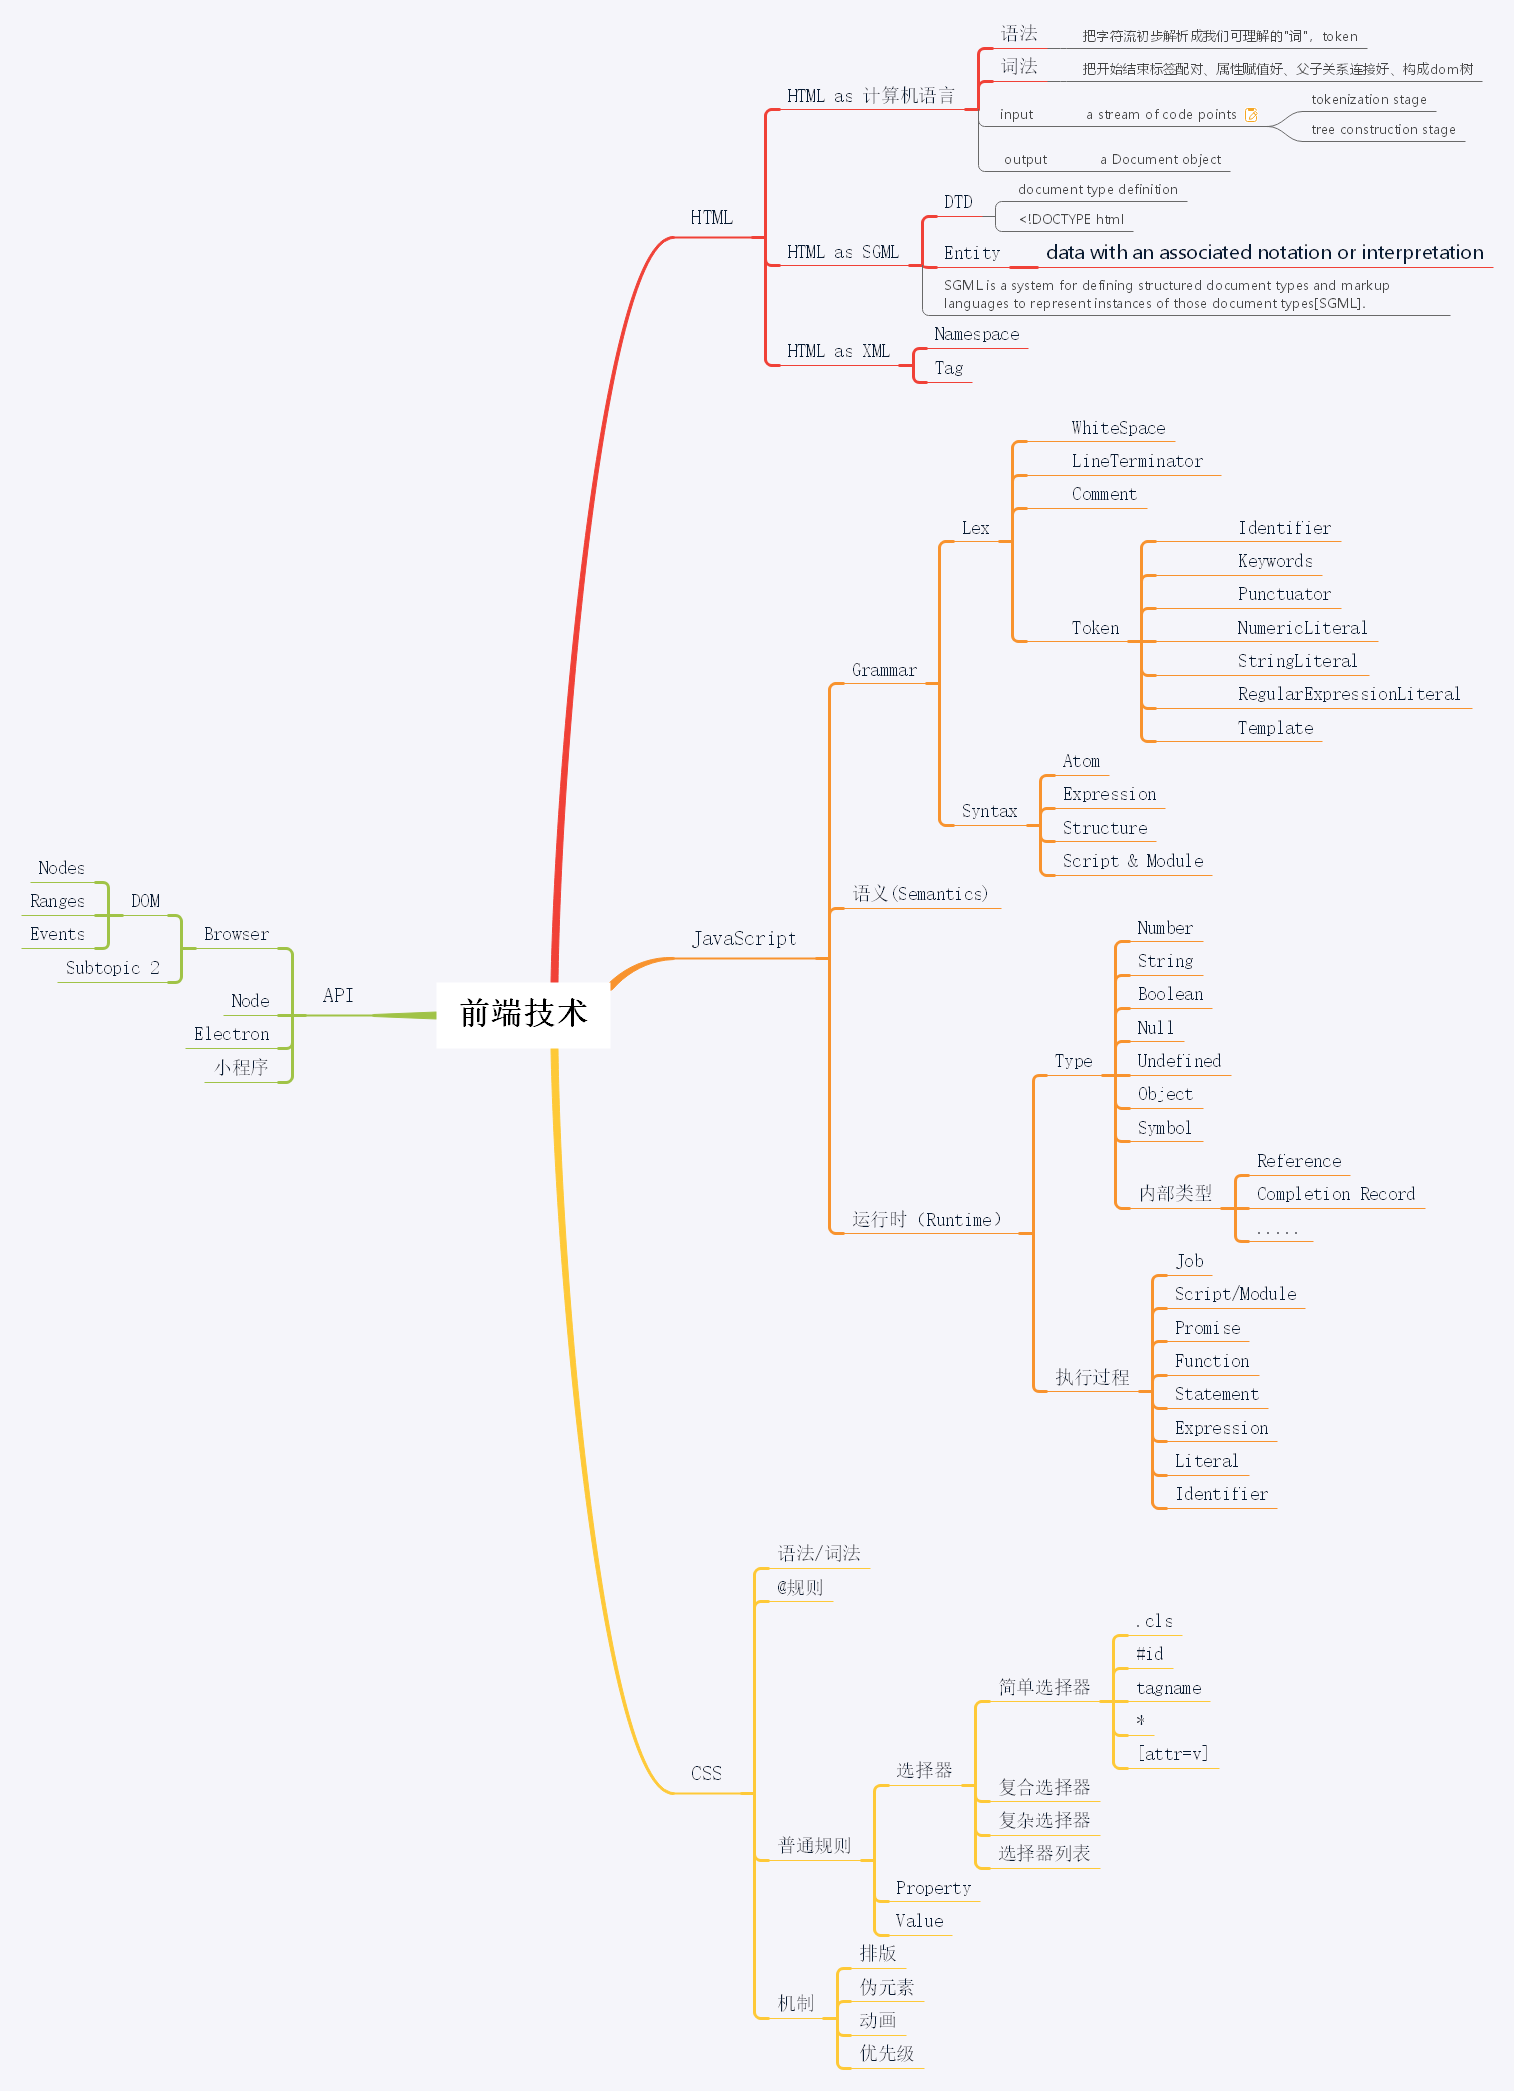 前端技术
HTML
HTML as 计算机语言
语法
把字符流初步解析成我们可理解的"词"，token
词法
把开始结束标签配对、属性赋值好、父子关系连接好、构成dom树
input
a stream of code points
tokenization stage
tree construction stage
output
a Document object
HTML as SGML
DTD
document type definition
<!DOCTYPE html
Entity
data with an associated notation or interpretation
SGML is a system for defining structured document types and markup
languages to represent instances of those document types[SGML].
HTML as XML
Namespace
Tag
JavaScript
Grammar
Lex
WhiteSpace
LineTerminator
Comment
Token
Identifier
Keywords
Punctuator
NumericLiteral
StringLiteral
RegularExpressionLiteral
Template
Syntax
Atom
Expression
Structure
Script & Module
语义(Semantics)
运行时（Runtime）
Type
Number
String
Boolean
Null
Undefined
Object
Symbol
内部类型
Reference
Completion Record
.....
执行过程
Job
Script/Module
Promise
Function
Statement
Expression
Literal
Identifier
CSS
语法/词法
@规则
普通规则
选择器
简单选择器
.cls
#id
tagname
*
[attr=v]
复合选择器
复杂选择器
选择器列表
Property
Value
机制
排版
伪元素
动画
优先级
API
Browser
DOM
Nodes
Ranges
Events
Subtopic 2
Node
Electron
小程序